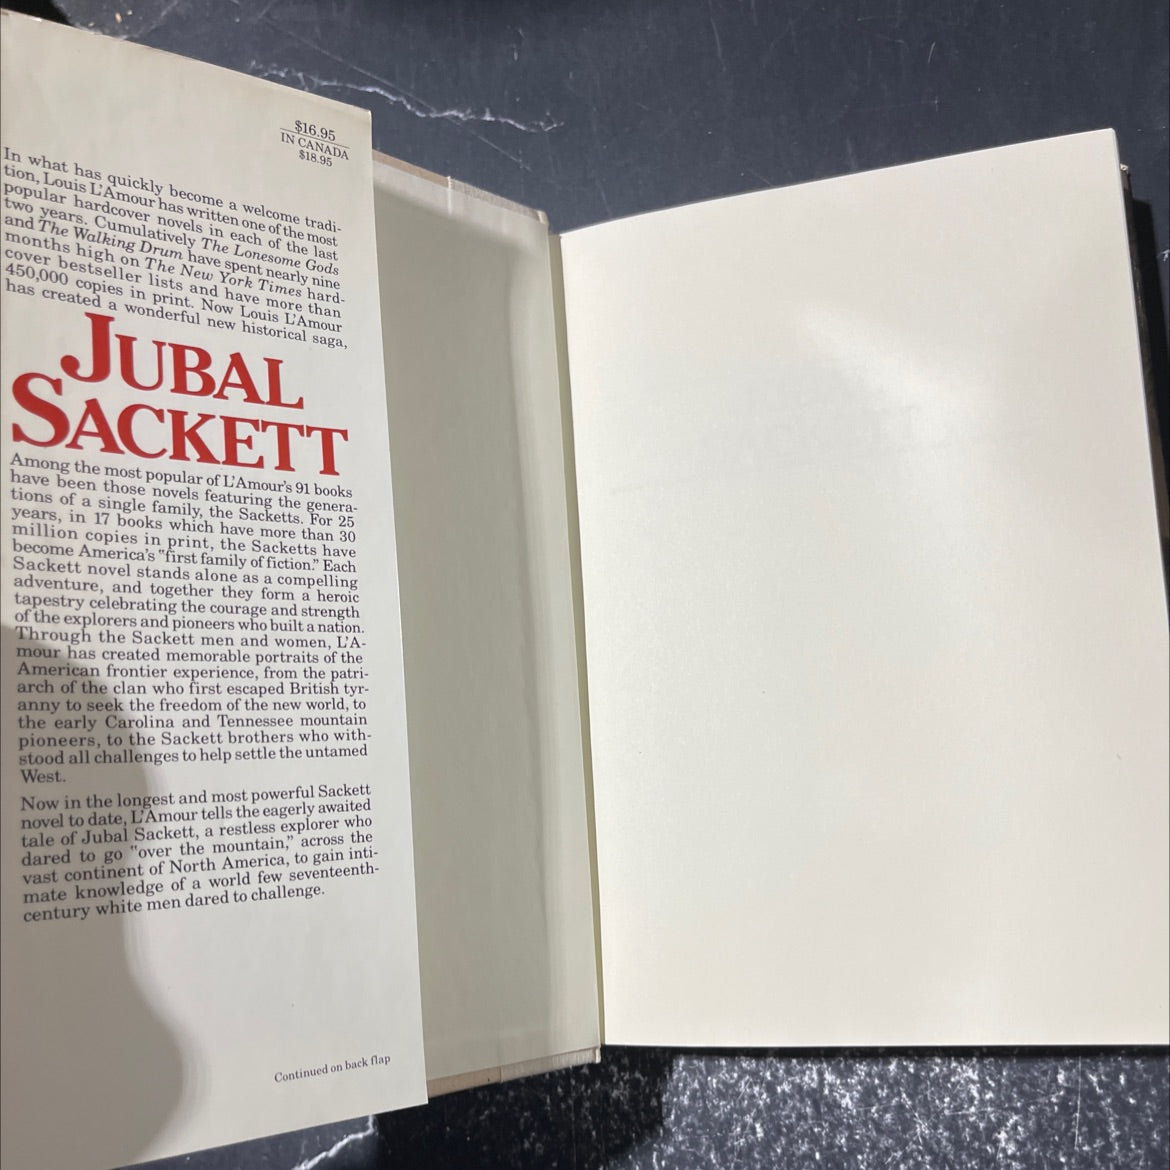 $16.95
IN CANADA
$18.95
In what has quickly become a welcome tradi-
tion, Louis L'Amour has written one of the most
popular hardcover novels in each of the last
two years. Cumulatively The Lonesome Gods
and The Walking Drum have spent nearly nine
months high on The New York Times hard-
cover bestseller lists and have more than
450,000 copies in print. Now Louis L'Amour
has created a wonderful new historical saga,
JUBAL
SACKETT
Among the most popular of L'Amour's 91 books
have been those novels featuring the genera-
tions of a single family, the Sacketts. For 25
years, in 17 books which have more than 30
million copies in print, the Sacketts have
become America's "first family of fiction." Each
Sackett novel stands alone as a compelling
adventure, and together they form a heroic
tapestry celebrating the courage and strength
of the explorers and pioneers who built a nation.
Through the Sackett men and women, L'A-
mour has created memorable portraits of the
American frontier experience, from the patri-
arch of the clan who first escaped British tyr-
anny to seek the freedom of the new world, to
the early Carolina and Tennessee mountain
pioneers, to the Sackett brothers who with-
stood all challenges to help settle the untamed
West.
Now in the longest and most powerful Sackett
novel to date, L'Amour tells the eagerly awaited
tale of Jubal Sackett, a restless explorer who
dared to go "over the mountain," across the
vast continent of North America, to gain inti-
mate knowledge of a world few seventeenth-
century white men dared to challenge.
Continued on back flap